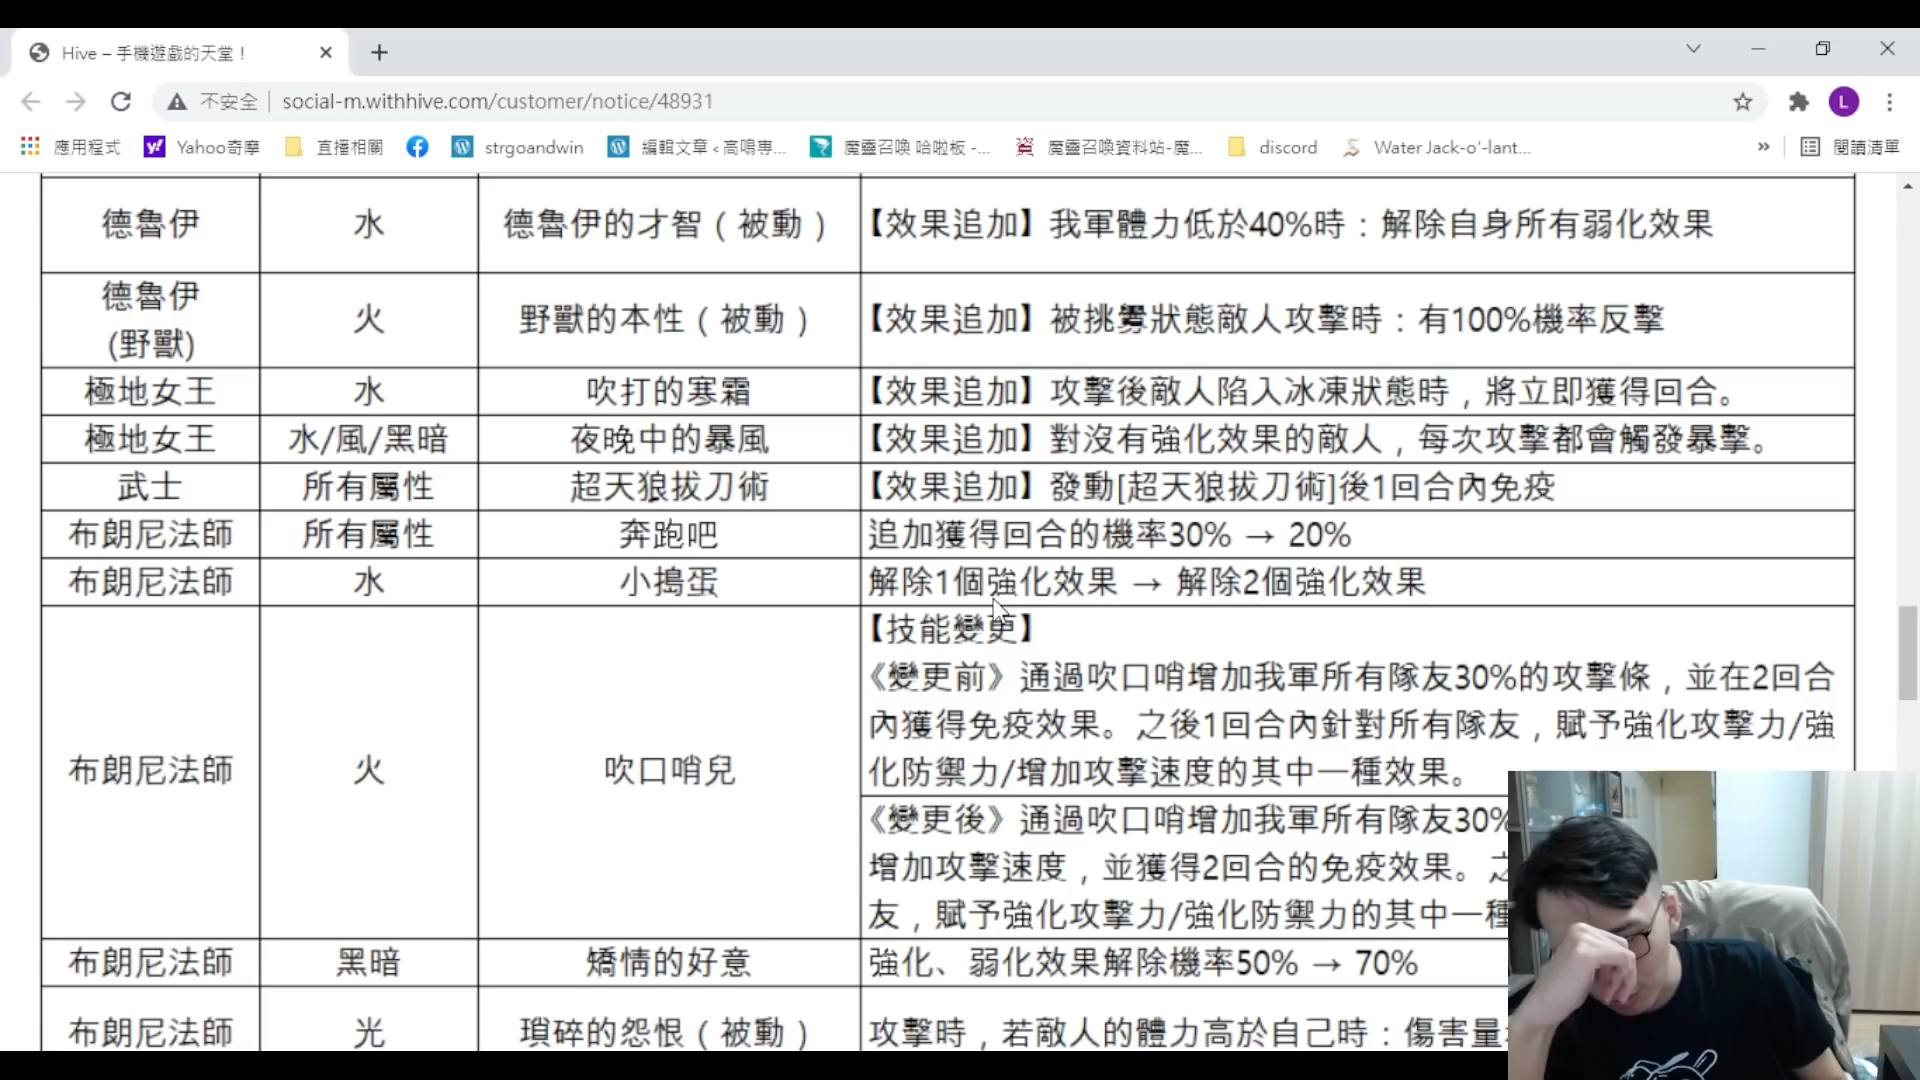 Hive – 手機遊戲的天堂！
不安全 social-m.withhive.com/customer/notice/48931 L
應用程式 Yahoo奇摩 直播相關 strgoandwin 編輯文章 ‹ 高鳴專... 魔靈召喚 哈啦板 -... 魔靈召喚資料站-魔... discord Water Jack-o'-lant... » 閱讀清單
德魯伊 水 德魯伊的才智（被動） 【效果追加】我軍體力低於40%時：解除自身所有弱化效果
德魯伊
(野獸) 火 野獸的本性（被動） 【效果追加】被挑釁狀態敵人攻擊時：有100%機率反擊
極地女王 水 吹打的寒霜 【效果追加】攻擊後敵人陷入冰凍狀態時，將立即獲得回合。
極地女王 水/風/黑暗 夜晚中的暴風 【效果追加】對沒有強化效果的敵人，每次攻擊都會觸發暴擊。
武士 所有屬性 超天狼拔刀術 【效果追加】發動[超天狼拔刀術]後1回合內免疫
布朗尼法師 所有屬性 奔跑吧 追加獲得回合的機率30% → 20%
布朗尼法師 水 小搗蛋 解除1個強化效果 → 解除2個強化效果
【技能變更】
《變更前》通過吹口哨增加我軍所有隊友30%的攻擊條，並在2回合
內獲得免疫效果。之後1回合內針對所有隊友，賦予強化攻擊力/強
布朗尼法師 火 吹口哨兒 化防禦力/增加攻擊速度的其中一種效果。
《變更後》通過吹口哨增加我軍所有隊友30%
增加攻擊速度，並獲得2回合的免疫效果。
友，賦予強化攻擊力/強化防禦力的其中一種
布朗尼法師 黑暗 矯情的好意 強化、弱化效果解除機率50% → 70%
布朗尼法師 光 瑣碎的怨恨（被動） 攻擊時，若敵人的體力高於自己時：傷害量